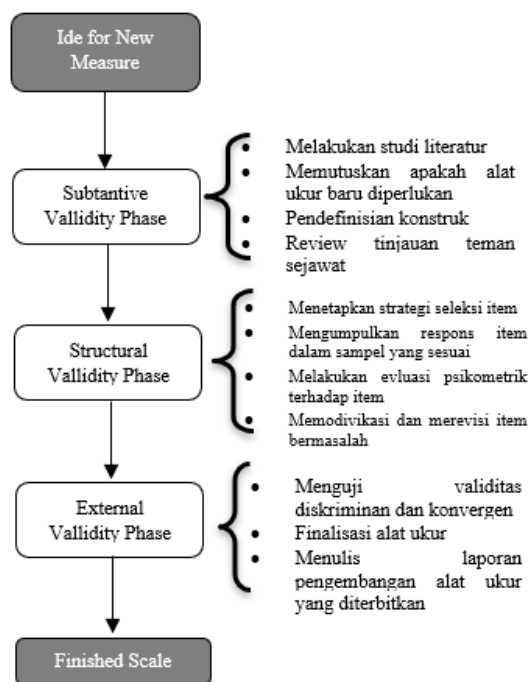 Ide for New
Measure
Subtantive
Vallidity Phase
Melakukan studi literatur
Memutuskan apakah alat
ukur baru diperlukan
Pendefinisian konstruk
Review tinjauan teman
sejawat
Structural
Vallidity Phase
Menetapkan strategi seleksi item
Mengumpulkan respons item
dalam sampel yang sesuai
Melakukan evluasi psikometrik
terhadap item
Memodivikasi dan merevisi item
bermasalah
External
Vallidity Phase
Menguji validitas
diskriminan dan konvergen
Finalisasi alat ukur
Menulis laporan
pengembangan alat ukur
yang diterbitkan
Finished Scale